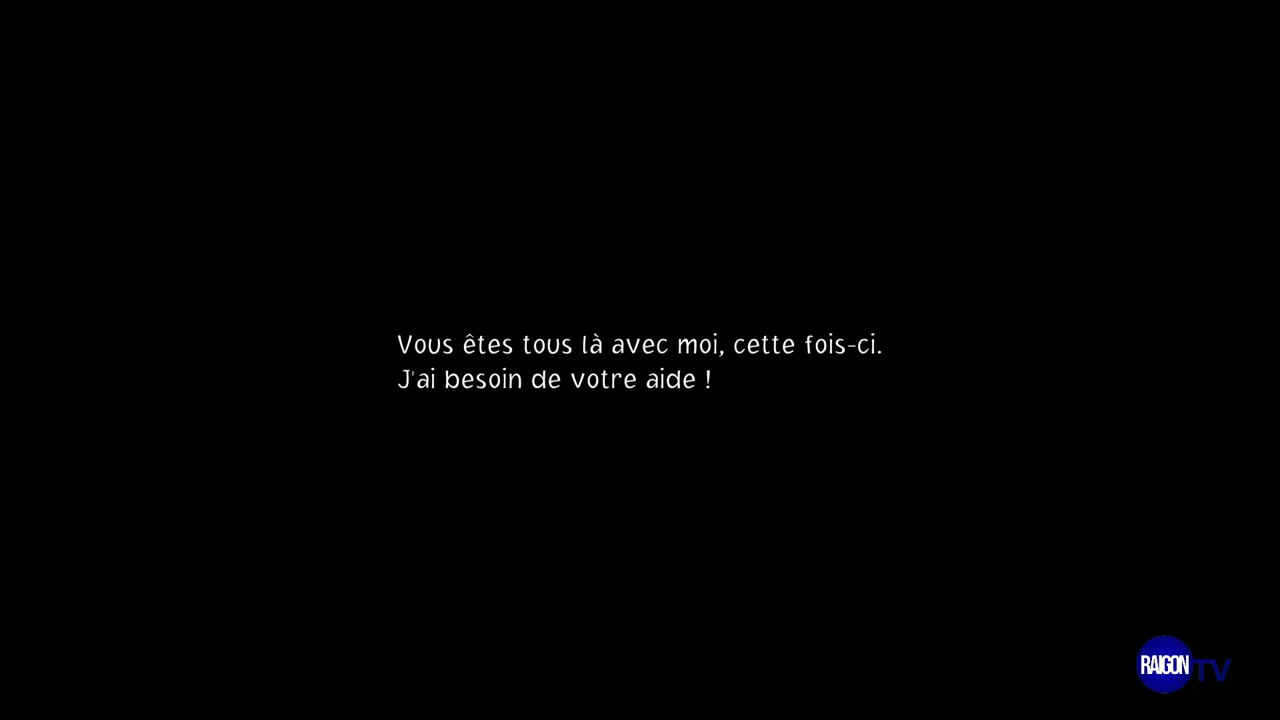 Vous êtes tous là avec moi, cette fois-ci.
J'ai besoin de votre aide !
RAIGON TV